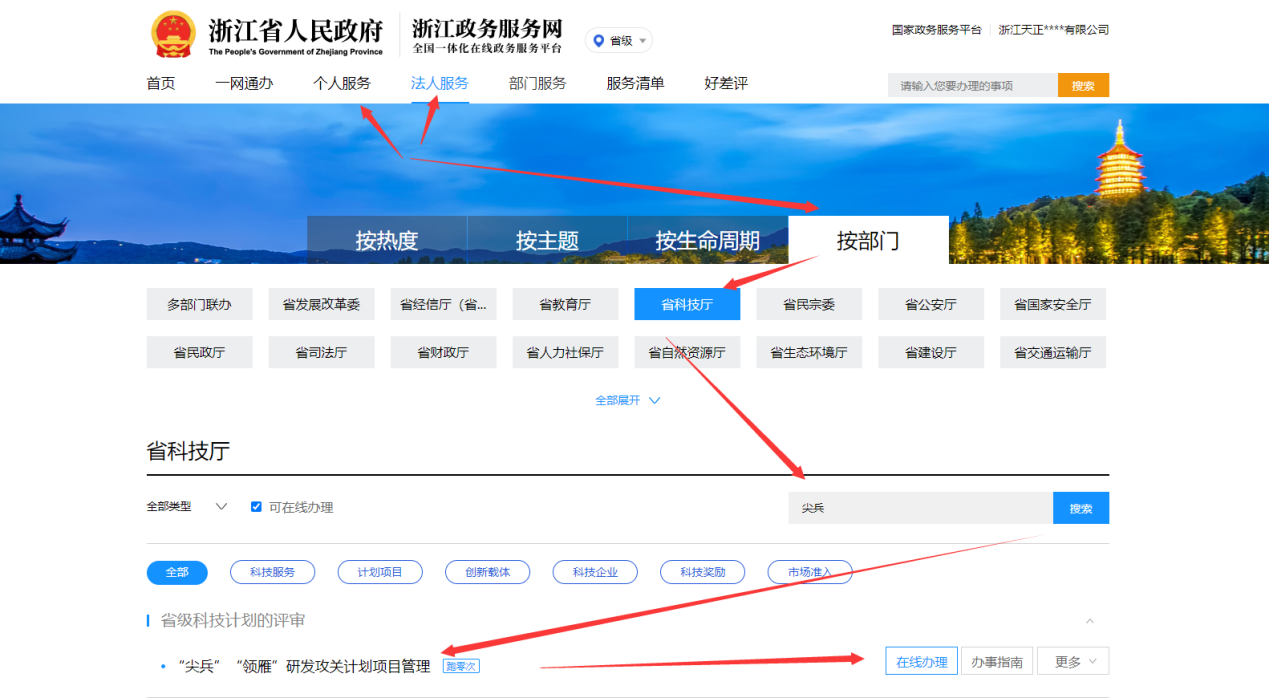 浙江省人民政府
The People's Government of Zhejiang Province
浙江政务服务网
全国一体化在线政务服务平台
省级
国家政务服务平台 浙江天正****有限公司
首页 一网通办 个人服务 法人服务 部门服务 服务清单 好差评
请输入您要办理的事项 搜索
按热度 按主题 按生命周期 按部门
多部门联办 省发展改革委 省经信厅（省... 省教育厅 省科技厅 省民宗委 省公安厅 省国家安全厅
省民政厅 省司法厅 省财政厅 省人力社保厅 省自然资源厅 省生态环境厅 省建设厅 省交通运输厅
全部展开
省科技厅
全部类型 可在线办理 尖兵 搜索
全部 科技服务 计划项目 创新载体 科技企业 科技奖励 市场准入
省级科技计划的评审
“尖兵” “领雁” 研发攻关计划项目管理 跑零次 在线办理 办事指南 更多